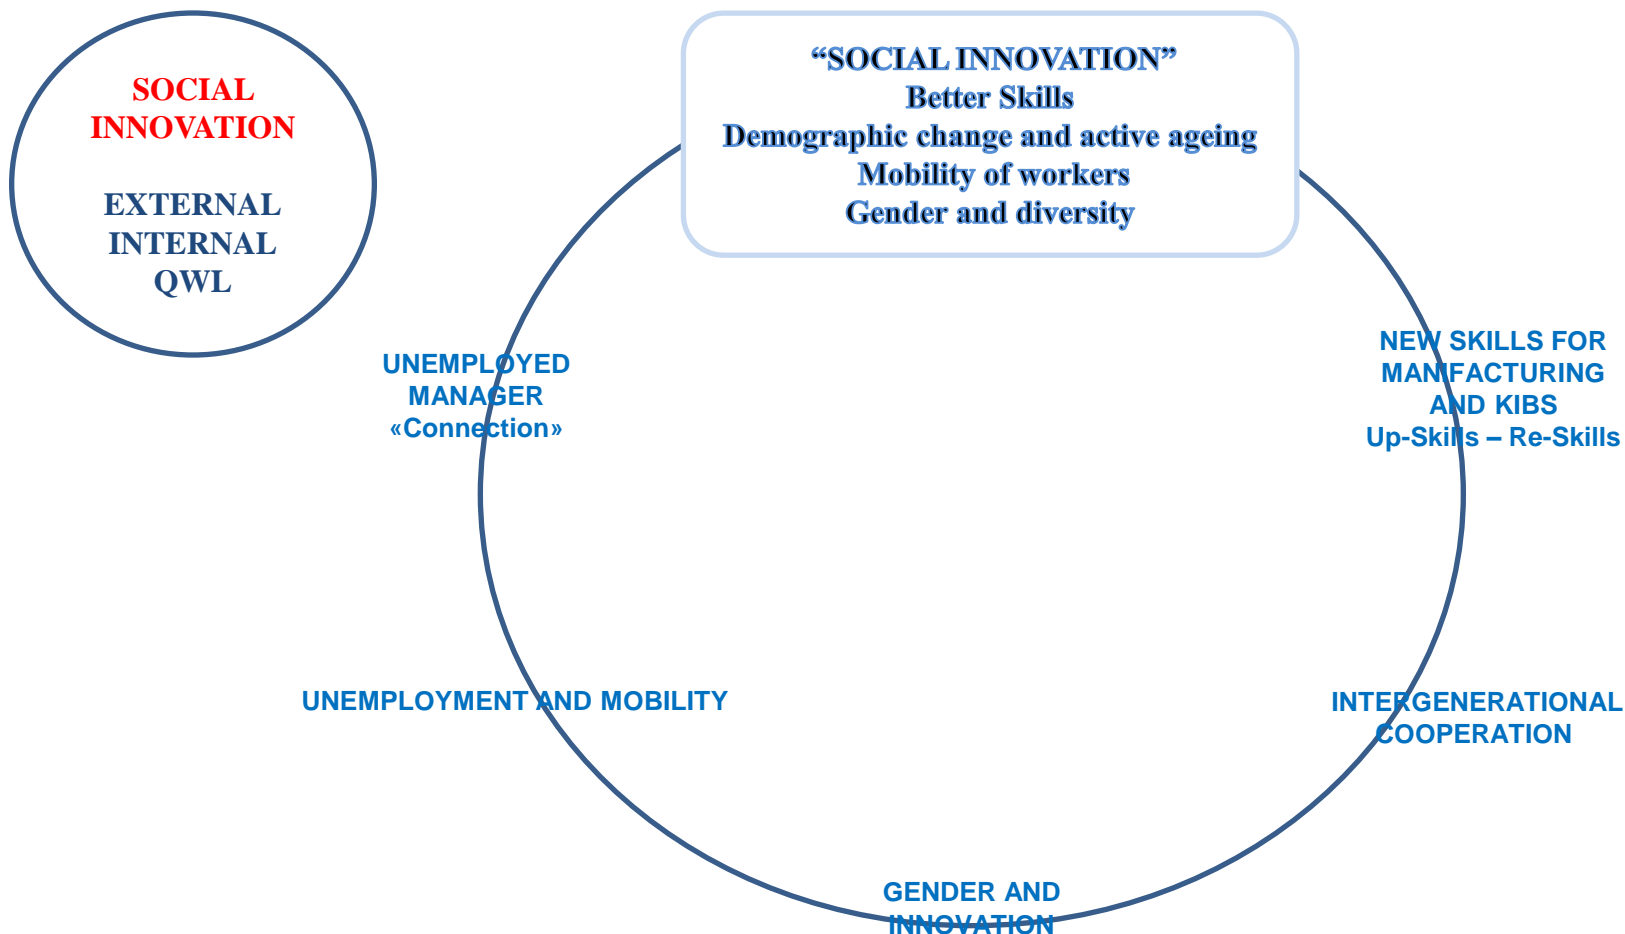 SOCIAL
INNOVATION
EXTERNAL
INTERNAL
QWL
“SOCIAL INNOVATION”
Better Skills
Demographic change and active ageing
Mobility of workers
Gender and diversity
UNEMPLOYED
MANAGER
«Connection»
NEW SKILLS FOR
MANIFACTURING
AND KIBS
Up-Skills – Re-Skills
UNEMPLOYMENT AND MOBILITY
INTERGENERATIONAL
COOPERATION
GENDER AND
INNOVATION